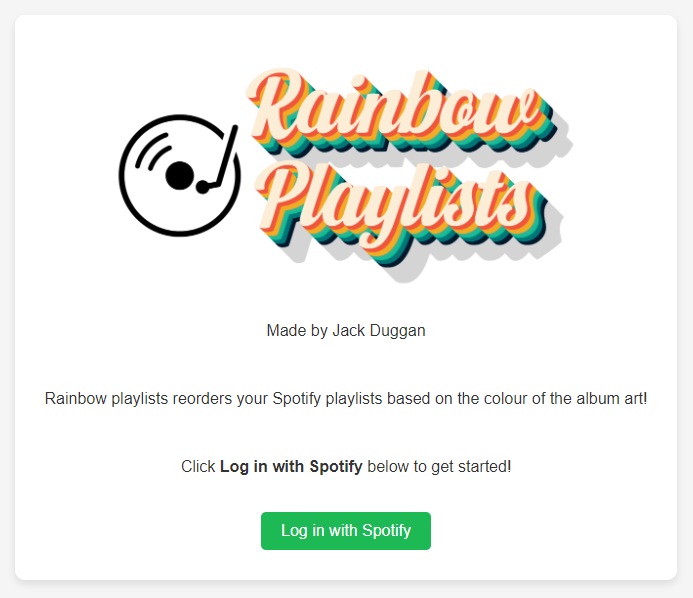 Rainbow
Playlists
Made by Jack Duggan
Rainbow playlists reorders your Spotify playlists based on the colour of the album art!
Click Log in with Spotify below to get started!
Log in with Spotify